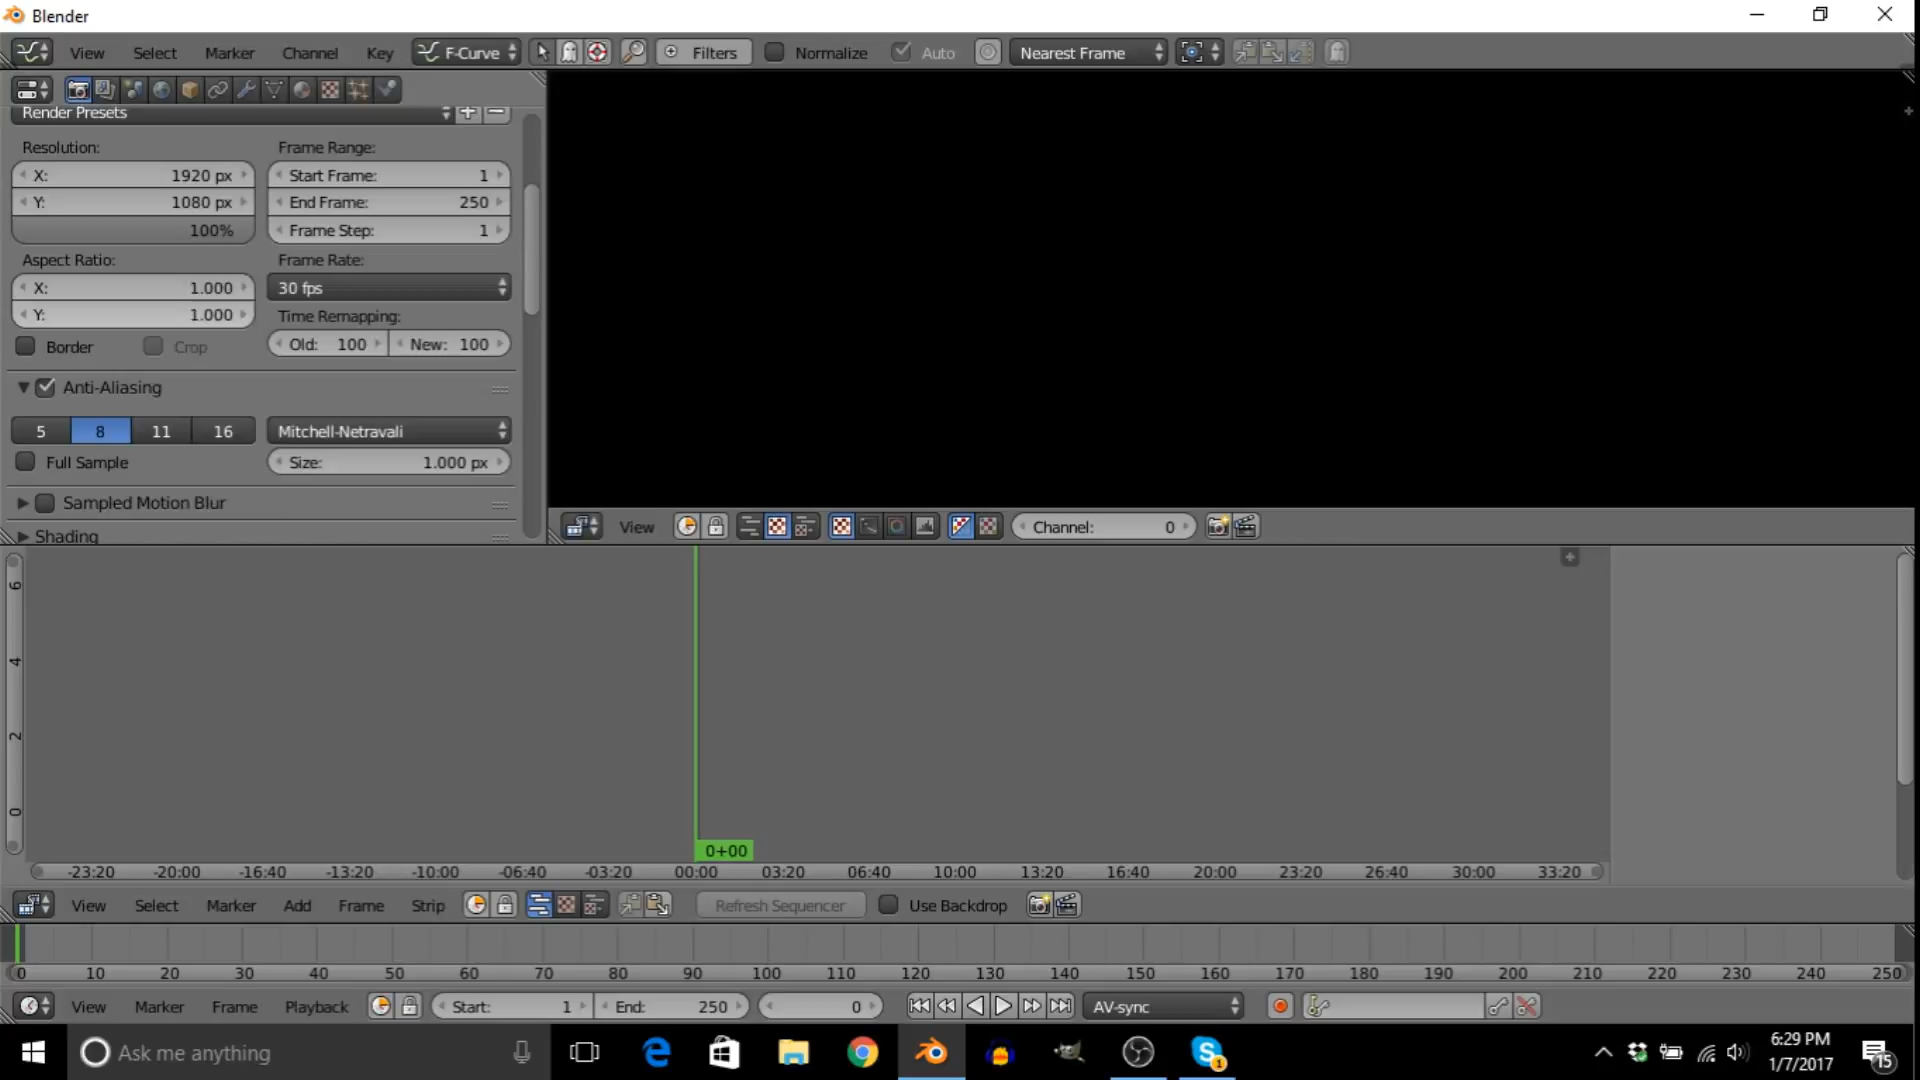 Blender
View Select Marker Channel Key F-Curve Filters Normalize Auto Nearest Frame
Render Presets
Resolution: Frame Range:
X: 1920 px Start Frame: 1
Y: 1080 px End Frame: 250
100% Frame Step: 1
Aspect Ratio: Frame Rate:
X: 1.000 30 fps
Y: 1.000 Time Remapping:
Border Crop Old: 100 New: 100
Anti-Aliasing
5 8 11 16 Mitchell-Netravali
Full Sample Size: 1.000 px
Sampled Motion Blur
Shading
View Channel: 0
6
4
2
0
0+00
-23:20 -20:00 -16:40 -13:20 -10:00 -06:40 -03:20 00:00 03:20 06:40 10:00 13:20 16:40 20:00 23:20 26:40 30:00 33:20
View Select Marker Add Frame Strip Refresh Sequencer Use Backdrop
0 10 20 30 40 50 60 70 80 90 100 110 120 130 140 150 160 170 180 190 200 210 220 230 240 250
View Marker Frame Playback Start: 1 End: 250 0 AV-sync
Ask me anything
6:29 PM
1/7/2017
1
15